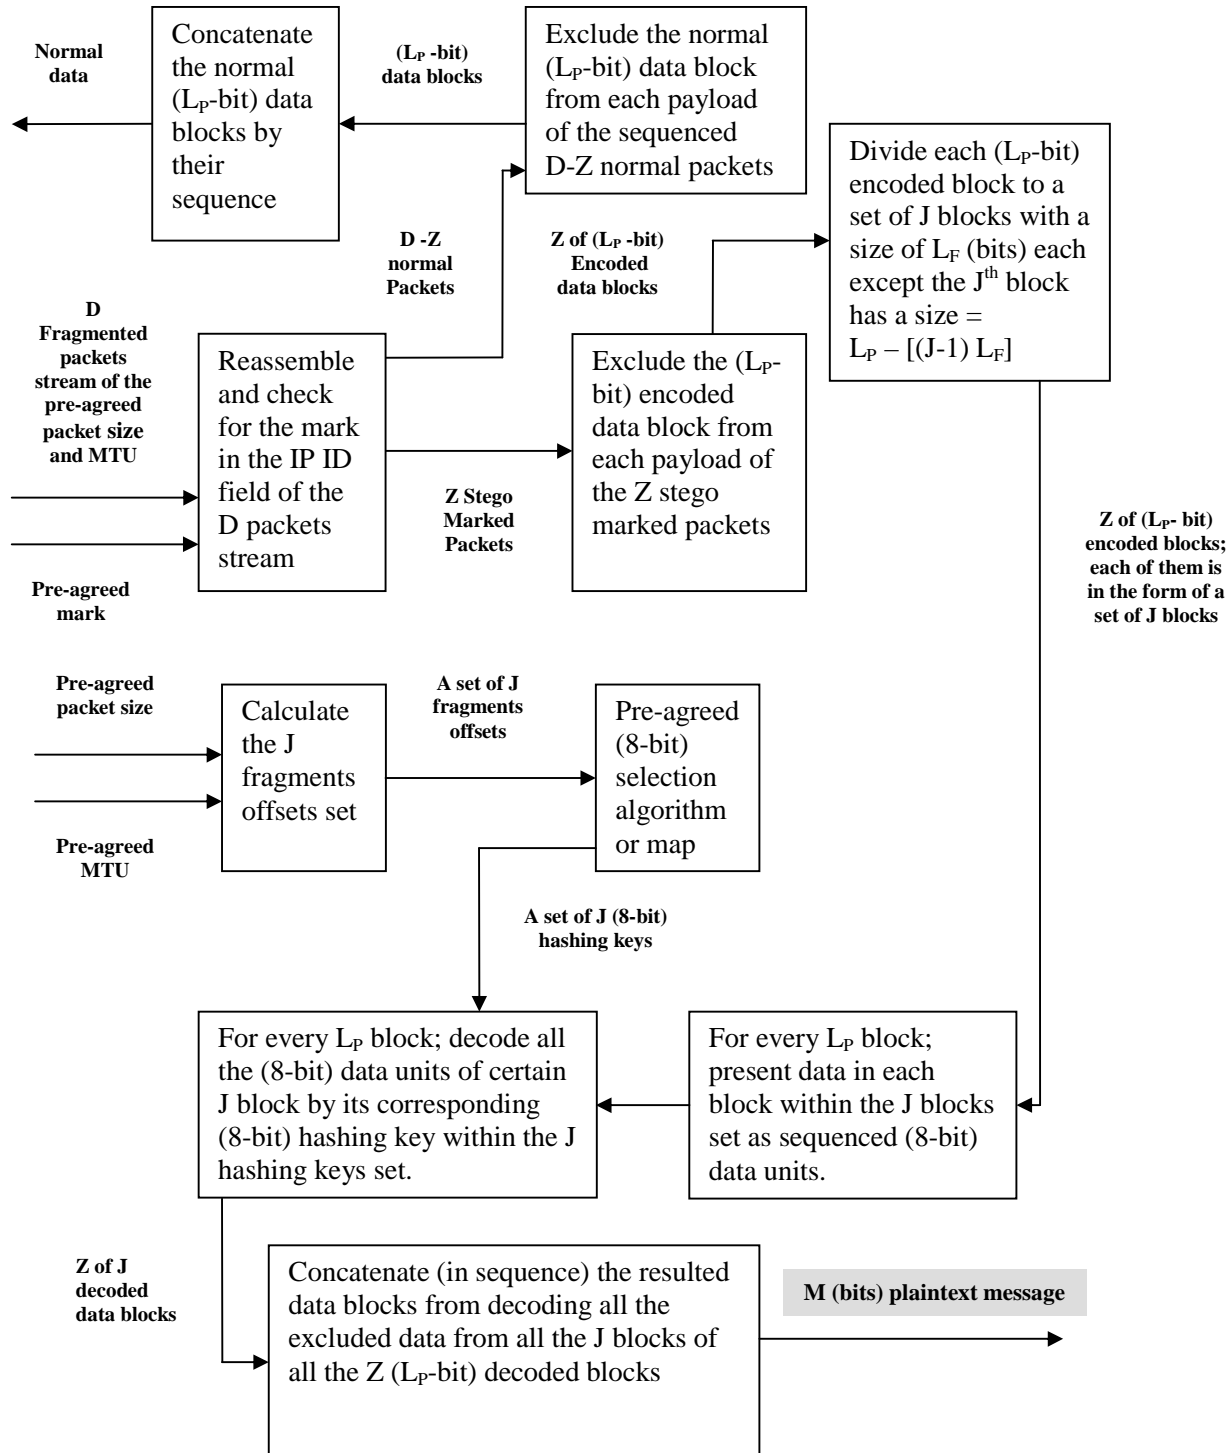 Normal
data
Concatenate
the normal
(LP-bit) data
blocks by
their
sequence
(LP -bit)
data blocks
Exclude the normal
(LP-bit) data block
from each payload
of the sequenced
D-Z normal packets
Divide each (LP-bit)
encoded block to a
set of J blocks with a
size of LF (bits) each
except the Jth block
has a size =
LP – [(J-1) LF]
D -Z
normal
Packets
Z of (LP -bit)
Encoded
data blocks
D
Fragmented
packets
stream of the
pre-agreed
packet size
and MTU
Reassemble
and check
for the mark
in the IP ID
field of the
D packets
stream
Exclude the (LP-
bit) encoded
data block from
each payload of
the Z stego
marked packets
Z Stego
Marked
Packets
Pre-agreed
mark
Z of (LP- bit)
encoded blocks;
each of them is
in the form of a
set of J blocks
Pre-agreed
packet size
Calculate
the J
fragments
offsets set
A set of J
fragments
offsets
Pre-agreed
(8-bit)
selection
algorithm
or map
Pre-agreed
MTU
A set of J (8-bit)
hashing keys
For every LP block; decode all
the (8-bit) data units of certain
J block by its corresponding
(8-bit) hashing key within the J
hashing keys set.
For every LP block;
present data in each
block within the J blocks
set as sequenced (8-bit)
data units.
Z of J
decoded
data blocks
Concatenate (in sequence) the resulted
data blocks from decoding all the
excluded data from all the J blocks of
all the Z (LP-bit) decoded blocks
M (bits) plaintext message